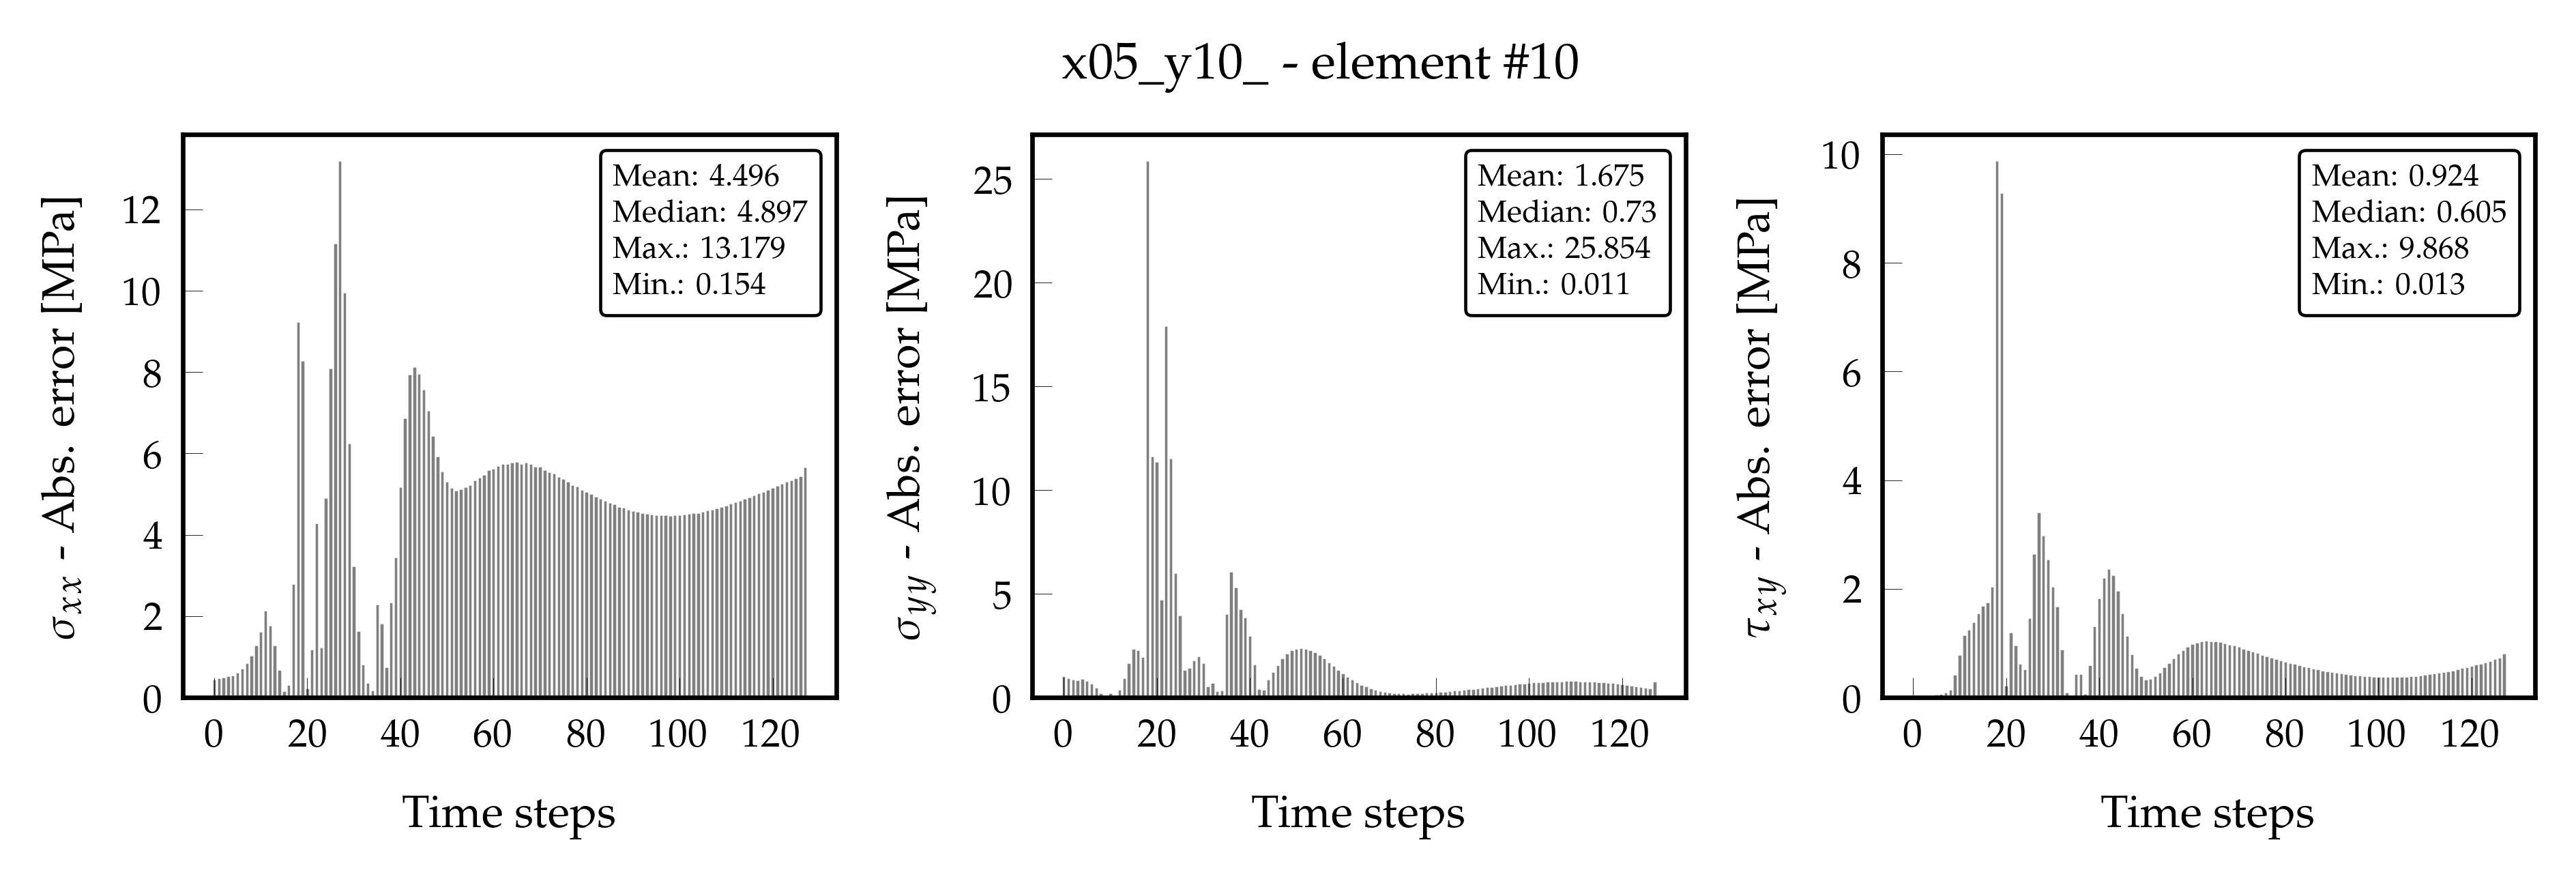 x05_y10_ - element #10
σxx - Abs. error [MPa]
12
10
8
6
4
2
0
Mean: 4.496
Median: 4.897
Max.: 13.179
Min.: 0.154
0 20 40 60 80 100 120
Time steps
σyy - Abs. error [MPa]
25
20
15
10
5
0
Mean: 1.675
Median: 0.73
Max.: 25.854
Min.: 0.011
0 20 40 60 80 100 120
Time steps
τxy - Abs. error [MPa]
10
8
6
4
2
0
Mean: 0.924
Median: 0.605
Max.: 9.868
Min.: 0.013
0 20 40 60 80 100 120
Time steps